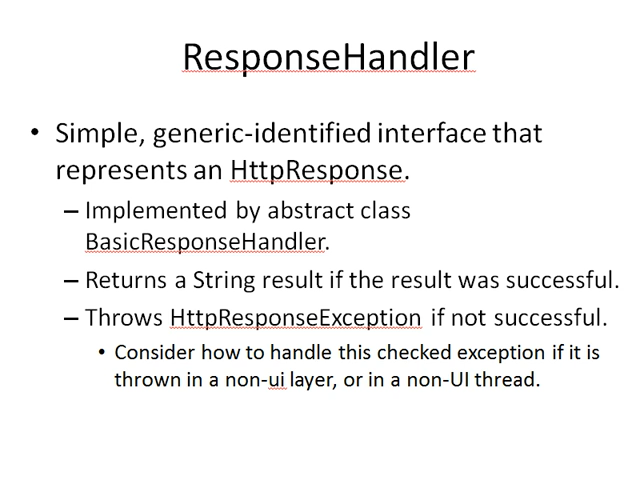 ResponseHandler
• Simple, generic-identified interface that
represents an HttpResponse.
– Implemented by abstract class
BasicResponseHandler.
– Returns a String result if the result was successful.
– Throws HttpResponseException if not successful.
• Consider how to handle this checked exception if it is
thrown in a non-ui layer, or in a non-UI thread.